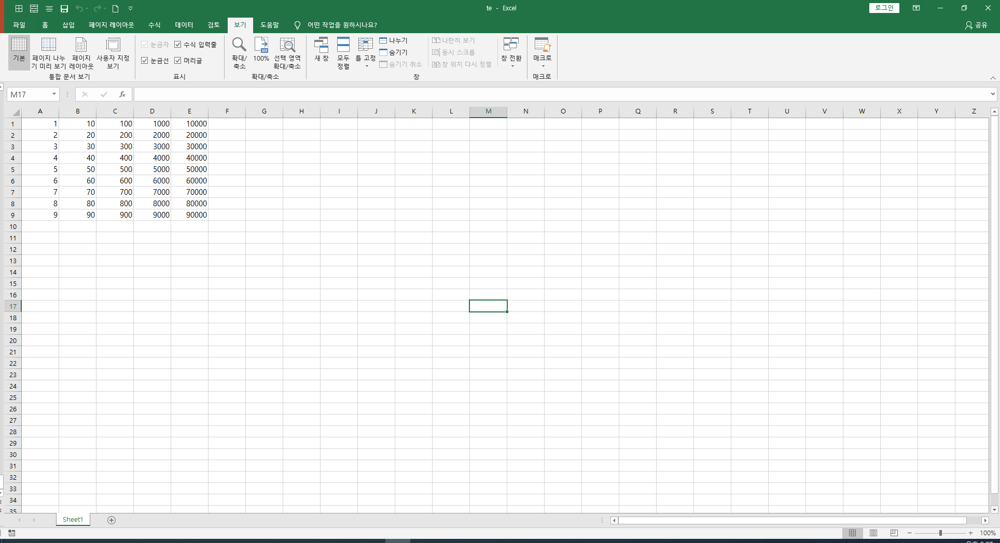 te - Excel
로그인
파일 홈 삽입 페이지 레이아웃 수식 데이터 검토 보기 도움말 어떤 작업을 원하시나요? 공유
기본
페이지 나누기 미리 보기
페이지 레이아웃
사용자 지정 보기
통합 문서 보기
눈금자 수식 입력줄
눈금선 머리글
표시
확대/축소
100%
선택 영역 확대/축소
확대/축소
새 창
모두 정렬
틀 고정
나누기
숨기기
숨기기 취소
나란히 보기
동시 스크롤
창 위치 다시 정렬
창 전환
창
매크로
매크로
M17 fx
A B C D E F G H I J K L M N O P Q R S T U V W X Y Z
1 1 10 100 1000 10000
2 2 20 200 2000 20000
3 3 30 300 3000 30000
4 4 40 400 4000 40000
5 5 50 500 5000 50000
6 6 60 600 6000 60000
7 7 70 700 7000 70000
8 8 80 800 8000 80000
9 9 90 900 9000 90000
10
11
12
13
14
15
16
17
18
19
20
21
22
23
24
25
26
27
28
29
30
31
32
33
34
35
Sheet1
100%